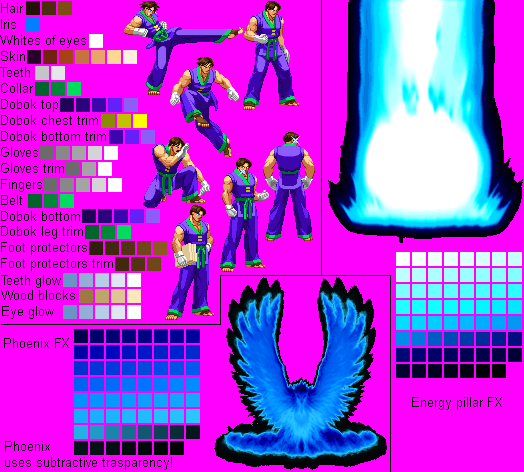 Hair
Iris
Whites of eyes
Skin
Teeth
Collar
Dobok top
Dobok chest trim
Dobok bottom trim
Gloves
Gloves trim
Fingers
Belt
Dobok bottom
Dobok leg trim
Foot protectors
Foot protectors trim
Teeth glow
Wood blocks
Eye glow
Phoenix FX
Phoenix
uses subtractive trasparency!
Energy pillar FX